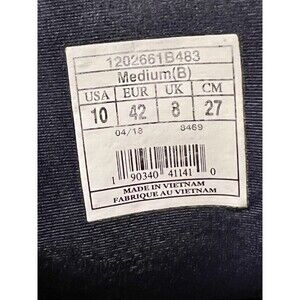 1202661B483
Medium(B)
USA EUR UK CM
10 42 8 27
04/18 8469
1 90340 41141 0
MADE IN VIETNAM
FABRIQUE AU VIETNAM